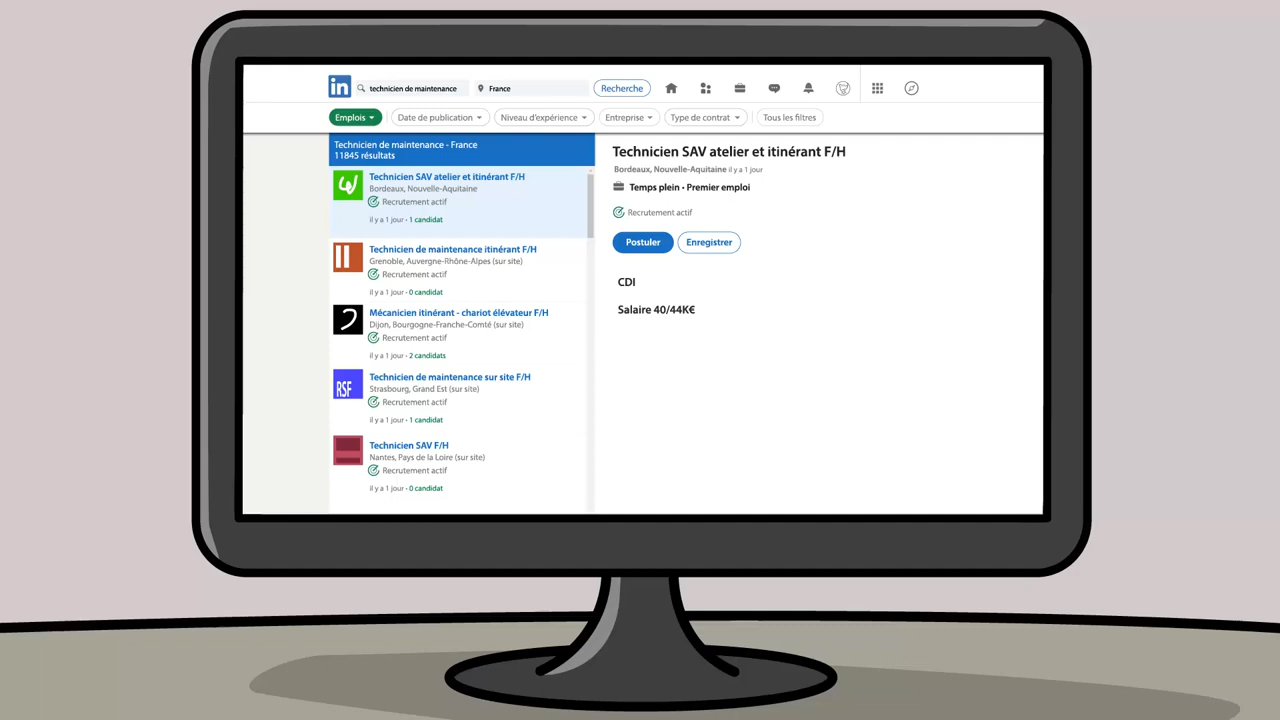 in technicien de maintenance France Recherche
Emplois Date de publication Niveau d'expérience Entreprise Type de contrat Tous les filtres
Technicien de maintenance - France
11845 résultats
Technicien SAV atelier et itinérant F/H
Bordeaux, Nouvelle-Aquitaine
Recrutement actif
il y a 1 jour • 1 candidat
Technicien de maintenance itinérant F/H
Grenoble, Auvergne-Rhône-Alpes (sur site)
Recrutement actif
il y a 1 jour • 0 candidat
Mécanicien itinérant - chariot élévateur F/H
Dijon, Bourgogne-Franche-Comté (sur site)
Recrutement actif
il y a 1 jour • 2 candidats
RSF
Technicien de maintenance sur site F/H
Strasbourg, Grand Est (sur site)
Recrutement actif
il y a 1 jour • 1 candidat
Technicien SAV F/H
Nantes, Pays de la Loire (sur site)
Recrutement actif
il y a 1 jour • 0 candidat
Technicien SAV atelier et itinérant F/H
Bordeaux, Nouvelle-Aquitaine il y a 1 jour
Temps plein • Premier emploi
Recrutement actif
Postuler Enregistrer
CDI
Salaire 40/44K€